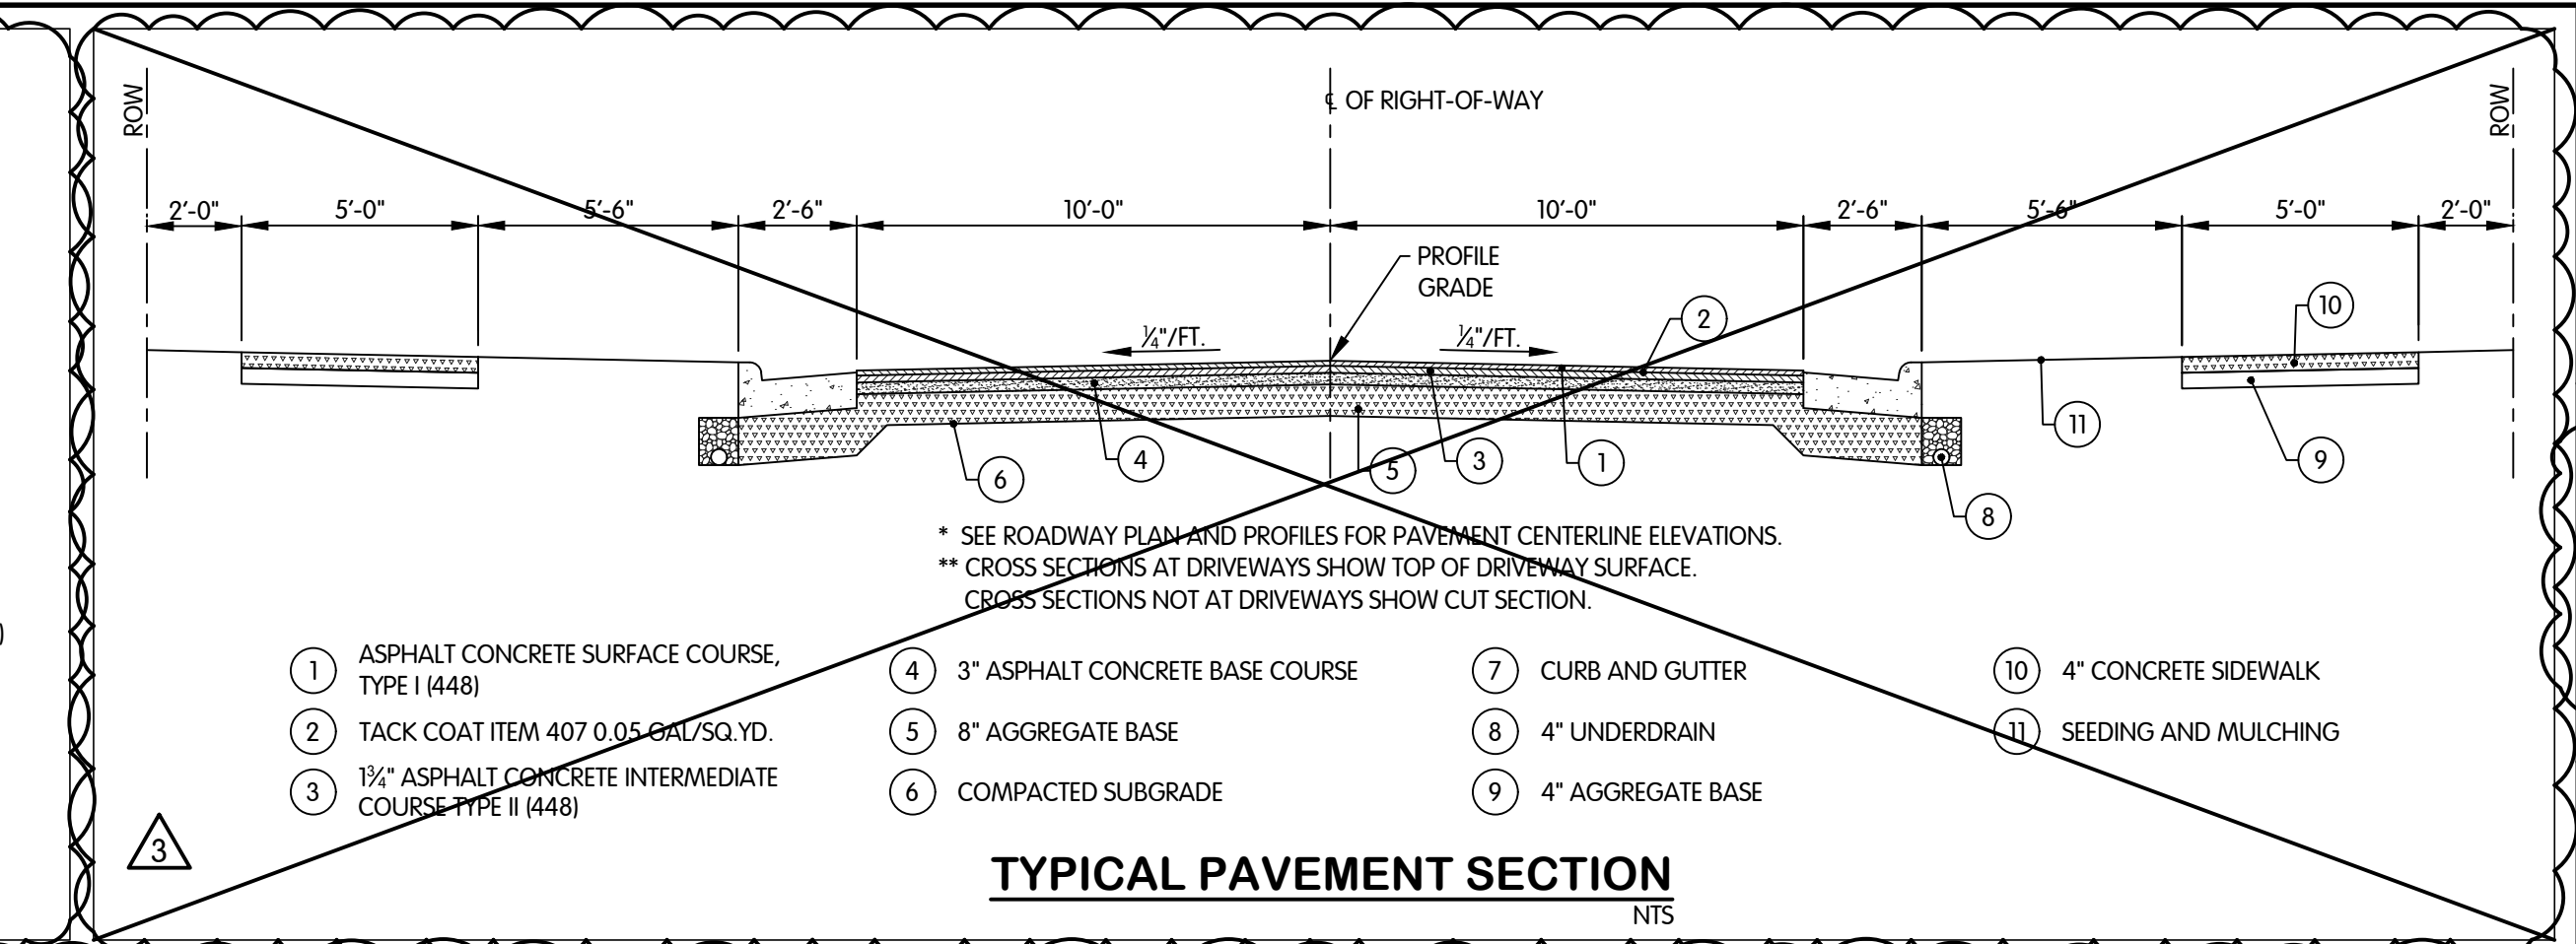 ROW
℄ OF RIGHT-OF-WAY
ROW
2'-0" 5'-0" 5'-6" 2'-6" 10'-0" 10'-0" 2'-6" 5'-6" 5'-0" 2'-0"
PROFILE
GRADE
¼"/FT. ¼"/FT.
2
10
11
6 4 5 3 1 8 9
* SEE ROADWAY PLAN AND PROFILES FOR PAVEMENT CENTERLINE ELEVATIONS.
** CROSS SECTIONS AT DRIVEWAYS SHOW TOP OF DRIVEWAY SURFACE.
CROSS SECTIONS NOT AT DRIVEWAYS SHOW CUT SECTION.
1 ASPHALT CONCRETE SURFACE COURSE,
TYPE I (448)
2 TACK COAT ITEM 407 0.05 GAL/SQ.YD.
3 1¾" ASPHALT CONCRETE INTERMEDIATE
COURSE TYPE II (448)
4 3" ASPHALT CONCRETE BASE COURSE
5 8" AGGREGATE BASE
6 COMPACTED SUBGRADE
7 CURB AND GUTTER
8 4" UNDERDRAIN
9 4" AGGREGATE BASE
10 4" CONCRETE SIDEWALK
11 SEEDING AND MULCHING
3
TYPICAL PAVEMENT SECTION
NTS